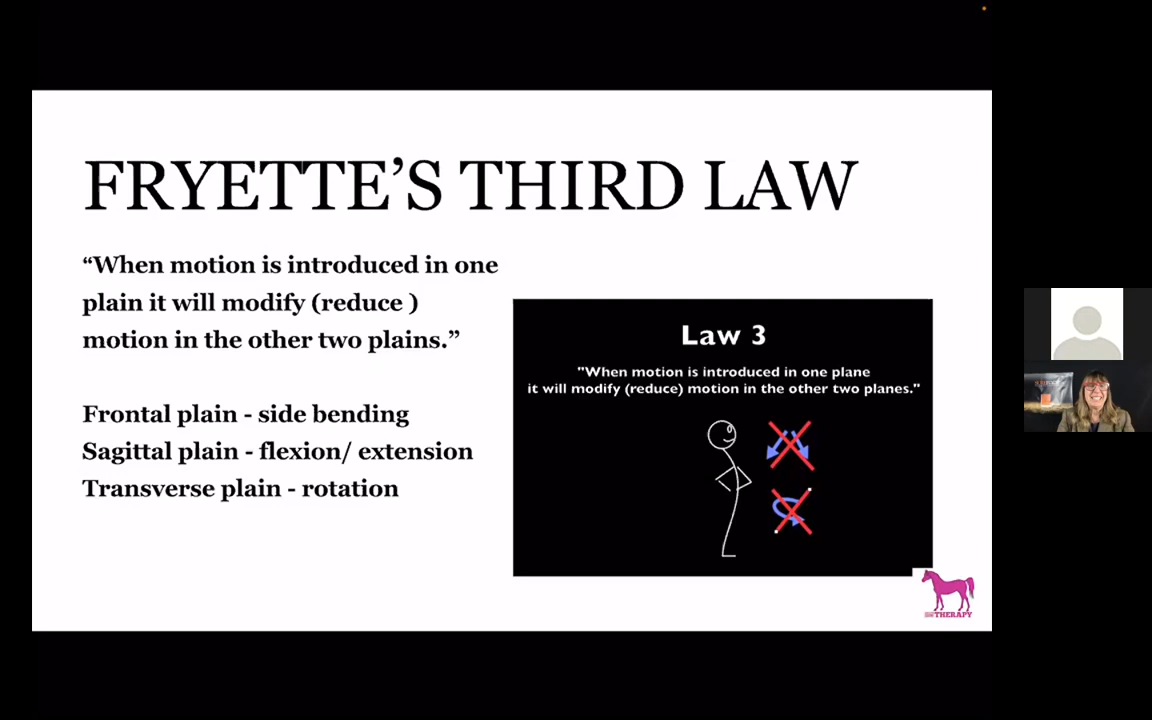 FRYETTE’S THIRD LAW
“When motion is introduced in one
plain it will modify (reduce )
motion in the other two plains.”
Frontal plain - side bending
Sagittal plain - flexion/ extension
Transverse plain - rotation
Law 3
"When motion is introduced in one plane
it will modify (reduce) motion in the other two planes."
THERAPY